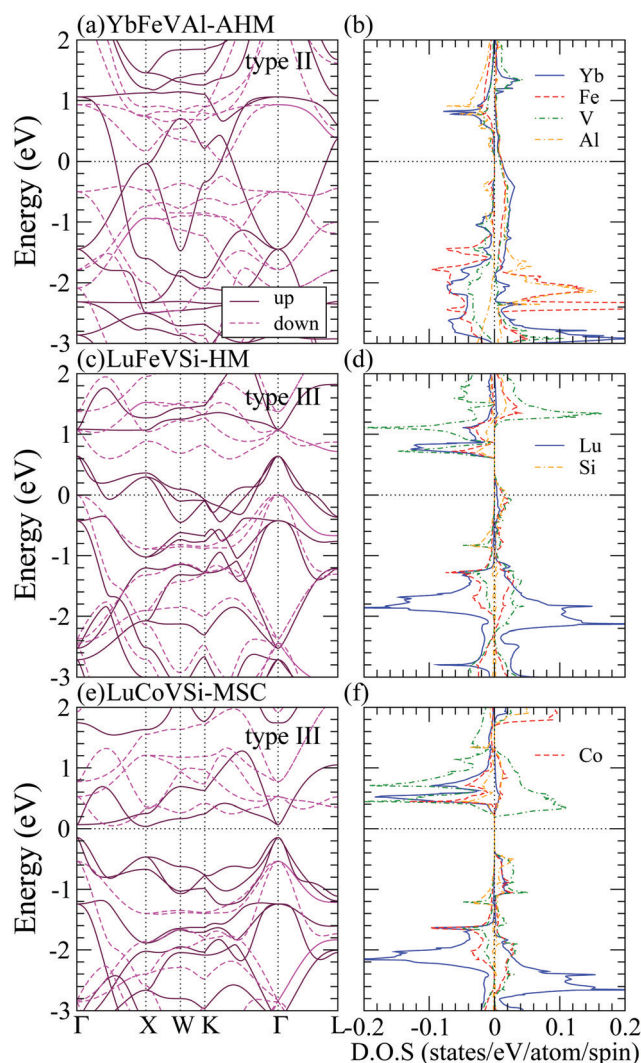 (a)YbFeVAl-AHM
(b)
2
1
0
-1
-2
-3
Energy (eV)
type II
up
down
Yb
Fe
V
Al
(c)LuFeVSi-HM
(d)
2
1
0
-1
-2
-3
Energy (eV)
type III
Lu
Si
(e)LuCoVSi-MSC
(f)
2
1
0
-1
-2
-3
Energy (eV)
type III
Co
Γ X W K Γ L
-0.2 -0.1 0 0.1 0.2
D.O.S (states/eV/atom/spin)